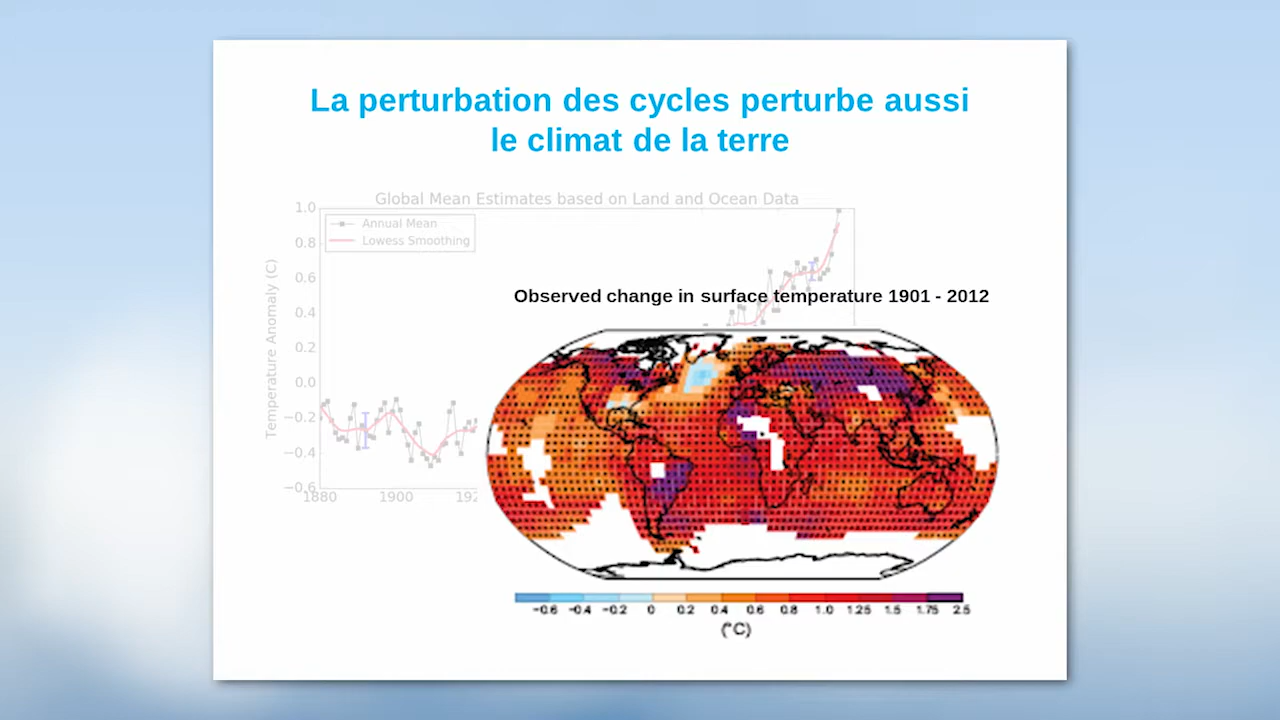 La perturbation des cycles perturbe aussi
le climat de la terre
Global Mean Estimates based on Land and Ocean Data
Annual Mean
Lowess Smoothing
Temperature Anomaly (C)
1.0
0.8
0.6
0.4
0.2
0.0
−0.2
−0.4
−0.6
1880 1900
Observed change in surface temperature 1901 - 2012
−0.6 −0.4 −0.2 0 0.2 0.4 0.6 0.8 1.0 1.25 1.5 1.75 2.5
(°C)